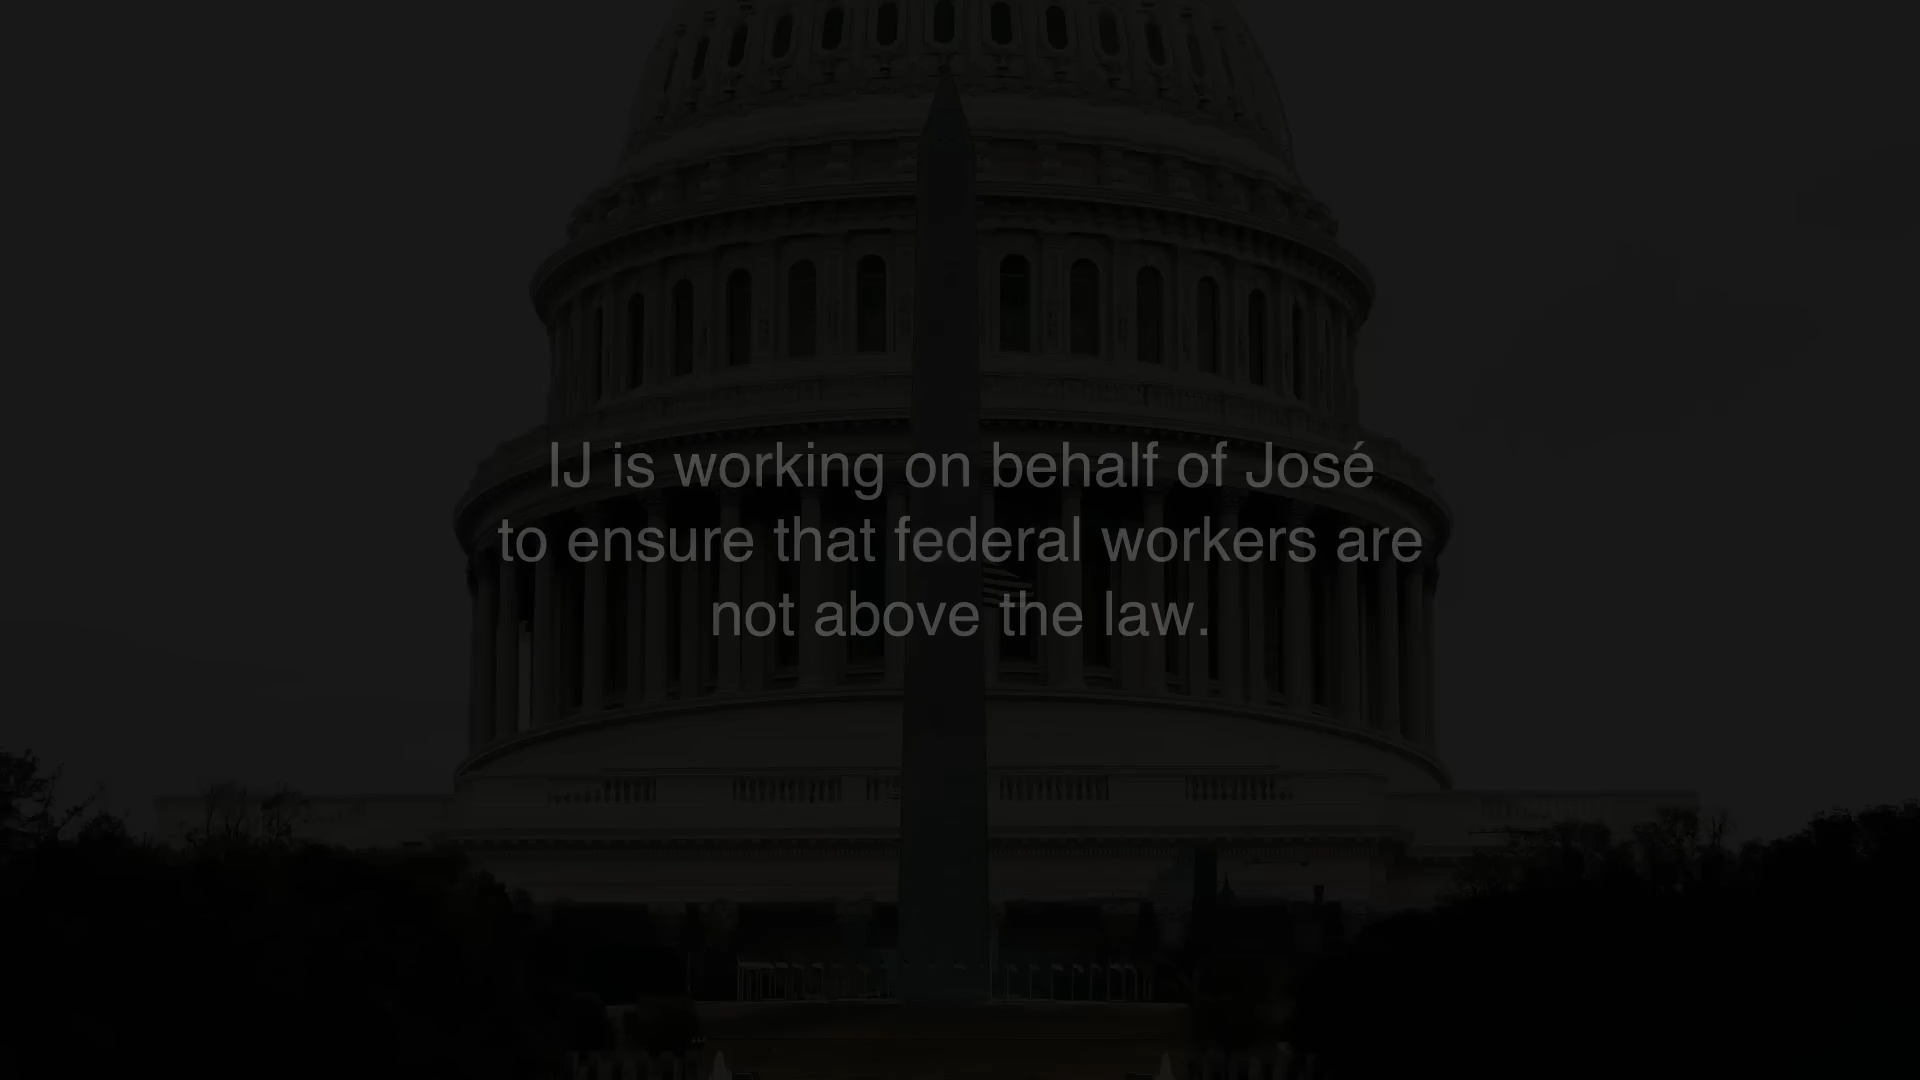 IJ is working on behalf of José
to ensure that federal workers are
not above the law.